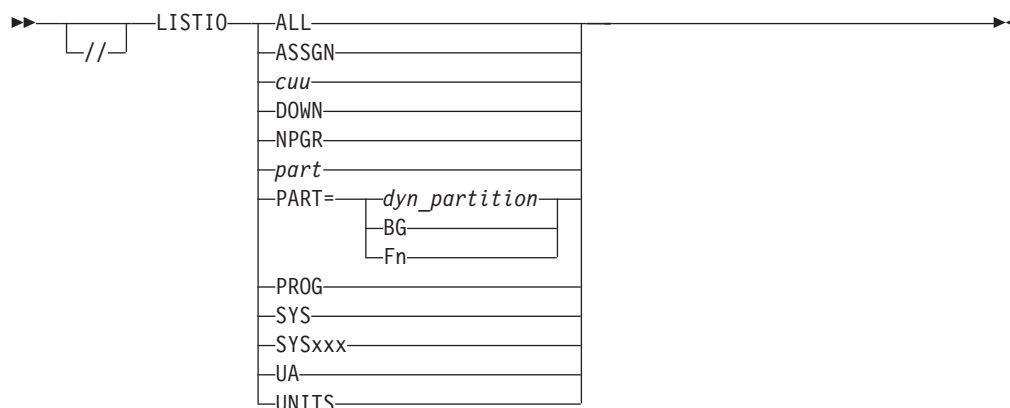 LISTIO ALL
//
ASSGN
cuu
DOWN
NPGR
part
PART= dyn_partition
BG
Fn
PROG
SYS
SYSxxx
UA
UNITS